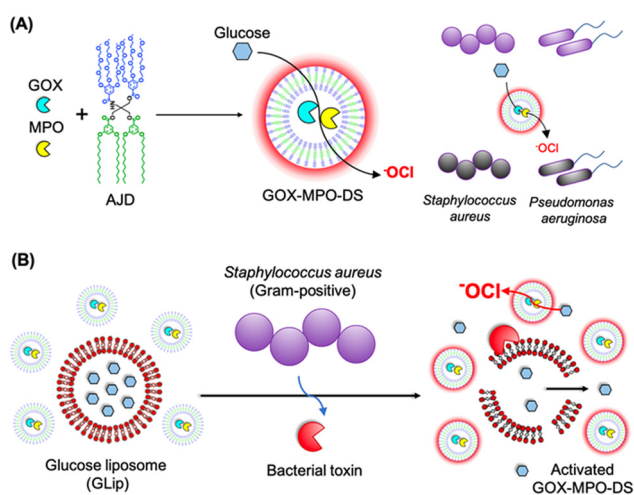 (A)
GOX
MPO
+
AJD
Glucose
-OCl
GOX-MPO-DS
-OCl
Staphylococcus
aureus
Pseudomonas
aeruginosa
(B)
Glucose liposome
(GLip)
Staphylococcus aureus
(Gram-positive)
Bacterial toxin
-OCl
Activated
GOX-MPO-DS